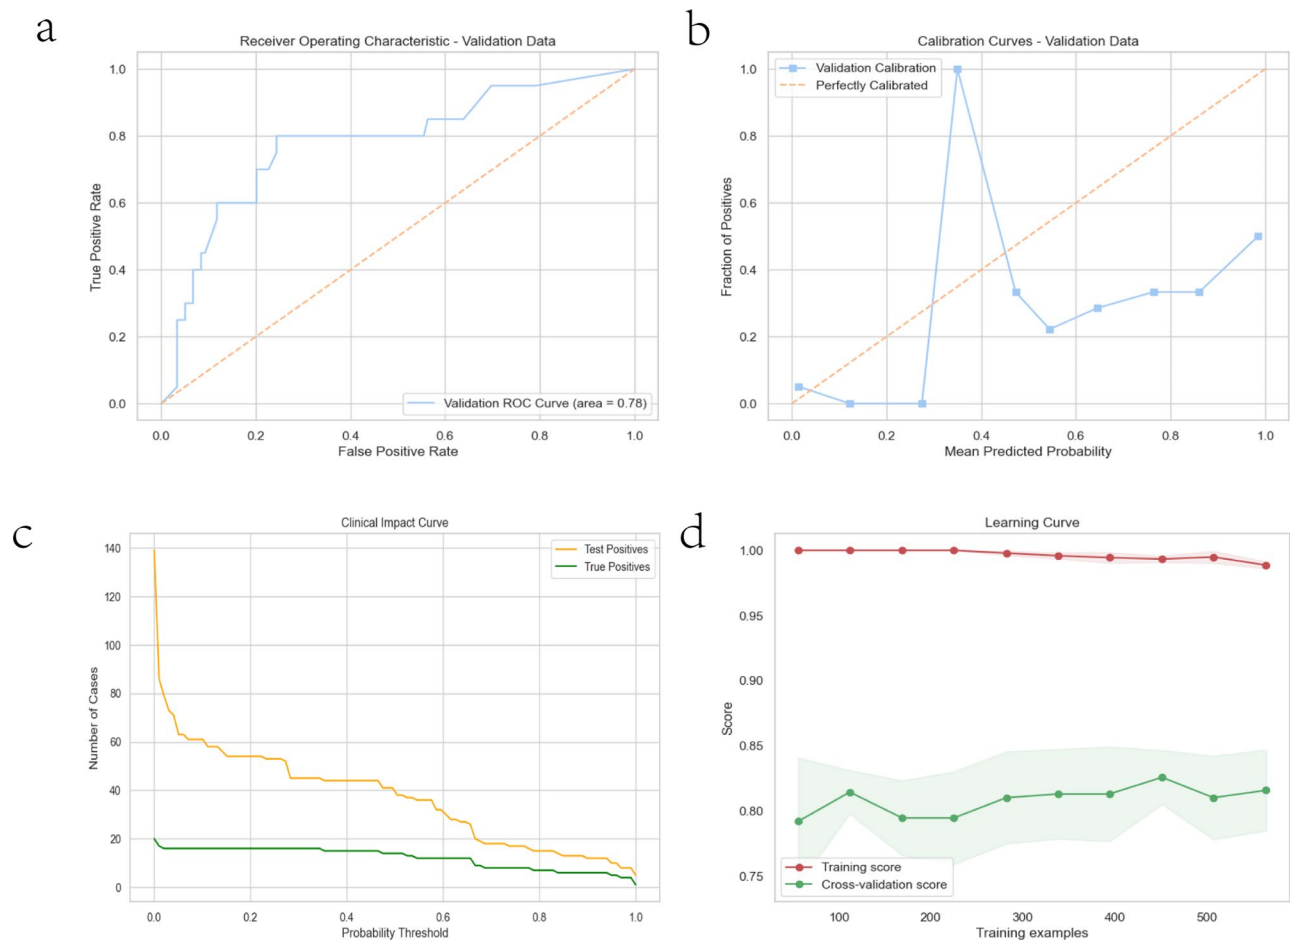 a
Receiver Operating Characteristic - Validation Data
True Positive Rate
1.0
0.8
0.6
0.4
0.2
0.0
Validation ROC Curve (area = 0.78)
0.0 0.2 0.4 0.6 0.8 1.0
False Positive Rate
b
Calibration Curves - Validation Data
Fraction of Positives
1.0
0.8
0.6
0.4
0.2
0.0
Validation Calibration
Perfectly Calibrated
0.0 0.2 0.4 0.6 0.8 1.0
Mean Predicted Probability
c
Clinical Impact Curve
Number of Cases
140
120
100
80
60
40
20
0
Test Positives
True Positives
0.0 0.2 0.4 0.6 0.8 1.0
Probability Threshold
d
Learning Curve
Score
1.00
0.95
0.90
0.85
0.80
0.75
Training score
Cross-validation score
100 200 300 400 500
Training examples